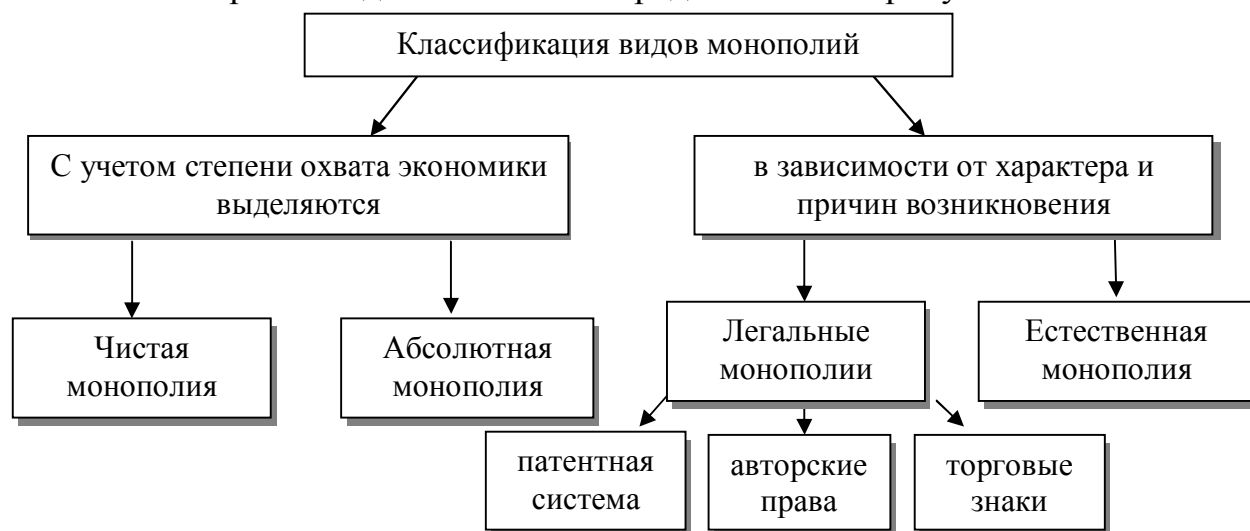 Классификация видов монополий
С учетом степени охвата экономики
выделяются
в зависимости от характера и
причин возникновения
Чистая
монополия
Абсолютная
монополия
Легальные
монополии
Естественная
монополия
патентная
система
авторские
права
торговые
знаки